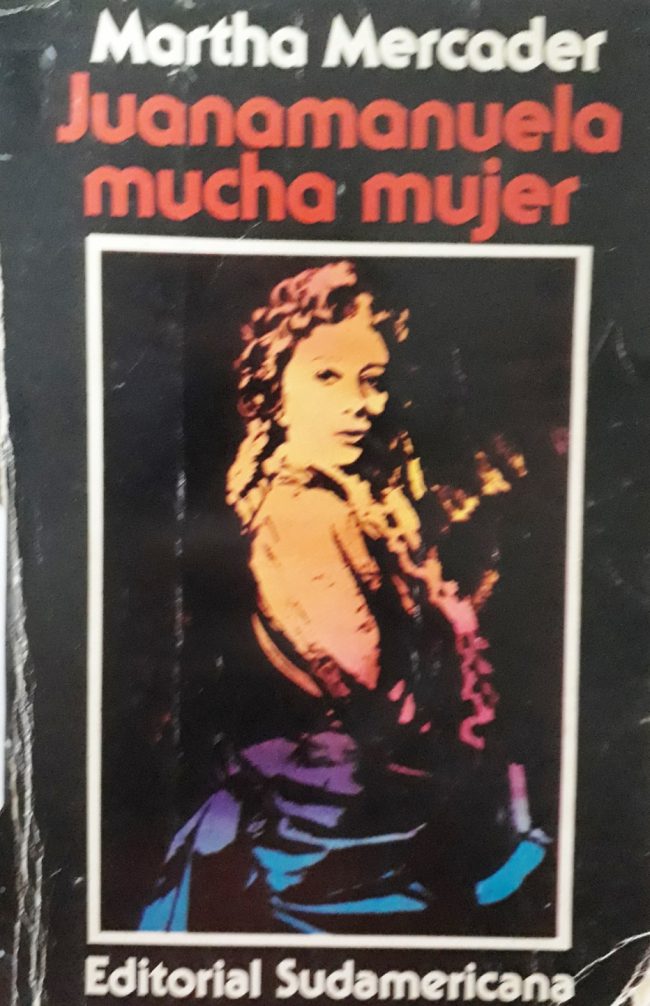 Martha Mercader
Juanamanuela
mucha mujer
Editorial Sudamericana